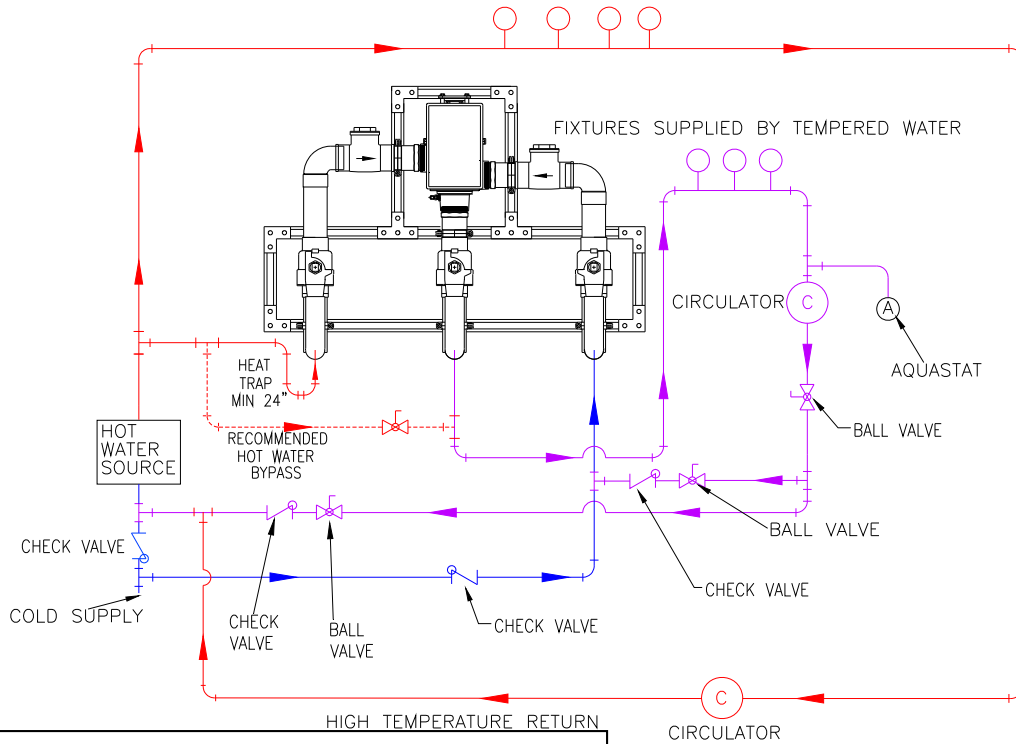 FIXTURES SUPPLIED BY TEMPERED WATER
CIRCULATOR
C
A
AQUASTAT
HEAT
TRAP
MIN 24"
BALL VALVE
HOT
WATER
SOURCE
RECOMMENDED
HOT WATER
BYPASS
BALL VALVE
CHECK VALVE
CHECK VALVE
COLD SUPPLY
CHECK
VALVE
BALL
VALVE
CHECK VALVE
C
HIGH TEMPERATURE RETURN
CIRCULATOR